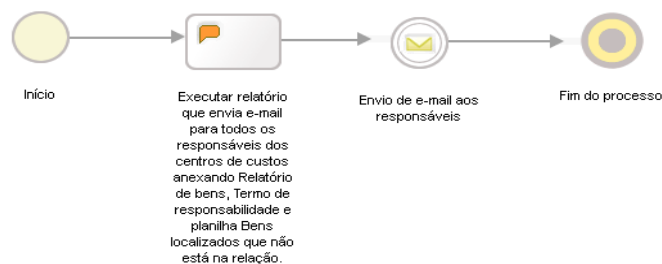 Início
Executar relatório
que envia e-mail
para todos os
responsáveis dos
centros de custos
anexando Relatório
de bens, Termo de
responsabilidade e
planilha Bens
localizados que não
está na relação.
Envio de e-mail aos
responsáveis
Fim do processo